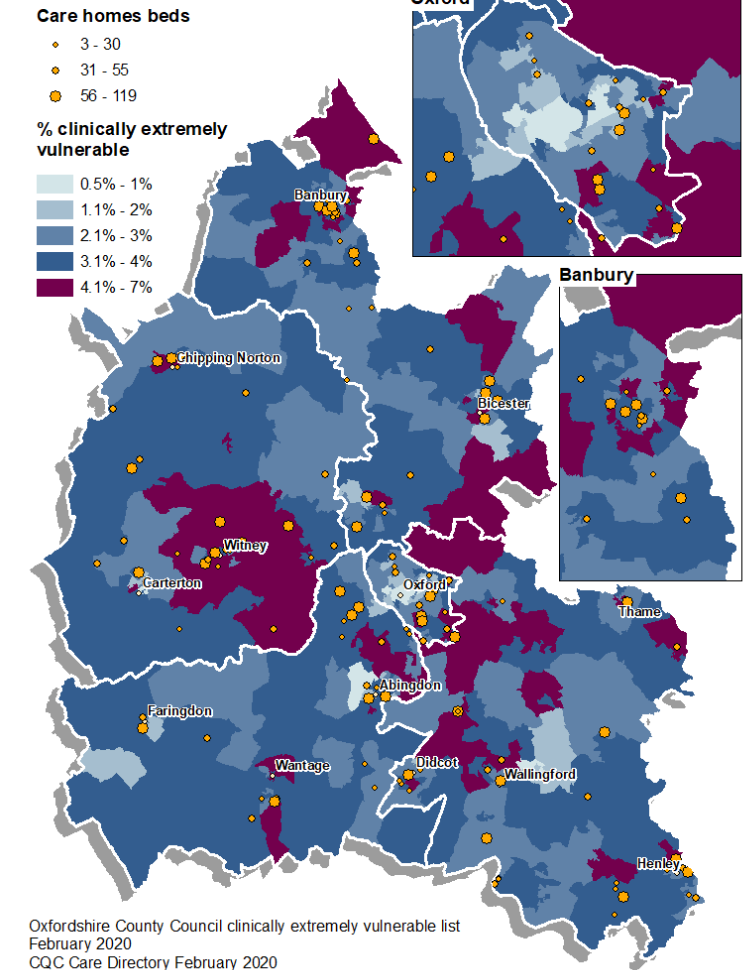 Oxford
Care homes beds
3 - 30
31 - 55
56 - 119
% clinically extremely
vulnerable
0.5% - 1%
1.1% - 2%
2.1% - 3%
3.1% - 4%
4.1% - 7%
Banbury
Banbury
Chipping Norton
Bicester
Witney
Carterton
Oxford
Thame
Abingdon
Faringdon
Wantage
Didcot
Wallingford
Henley
Oxfordshire County Council clinically extremely vulnerable list
February 2020
CQC Care Directory February 2020